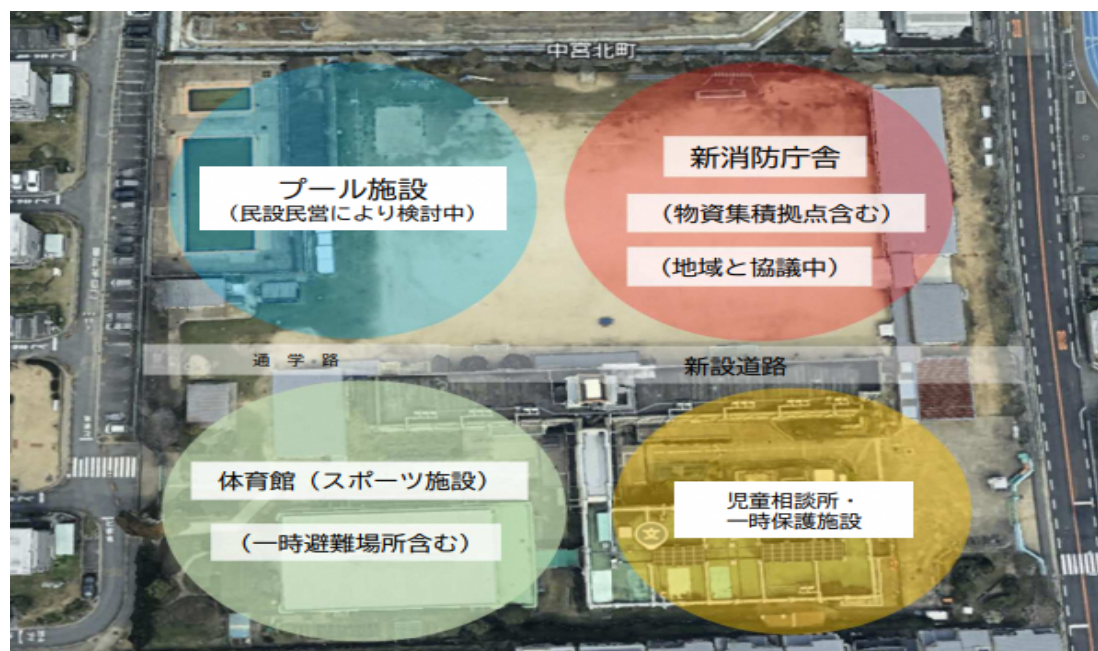 中宮北町
プール施設
（民設民営により検討中）
新消防庁舎
（物資集積拠点含む）
（地域と協議中）
通 学 路
新設道路
体育館（スポーツ施設）
（一時避難場所含む）
児童相談所・
一時保護施設
文